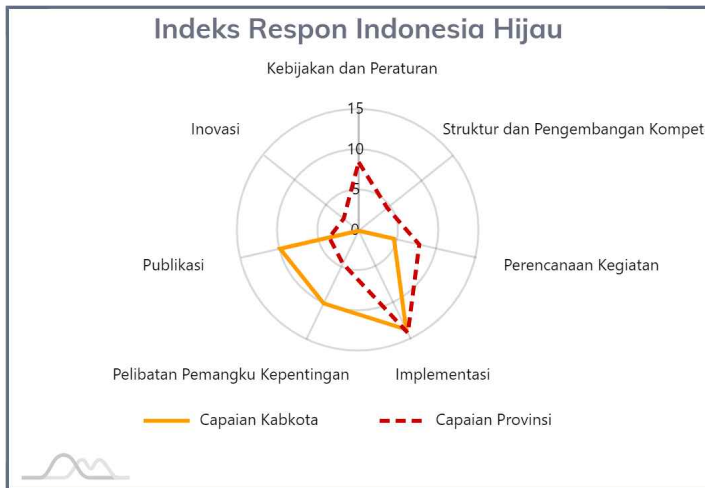 Indeks Respon Indonesia Hijau
Kebijakan dan Peraturan
15
Inovasi
Struktur dan Pengembangan Kompet
10
5
0
Publikasi
Perencanaan Kegiatan
Pelibatan Pemangku Kepentingan
Implementasi
Capaian Kabkota
Capaian Provinsi